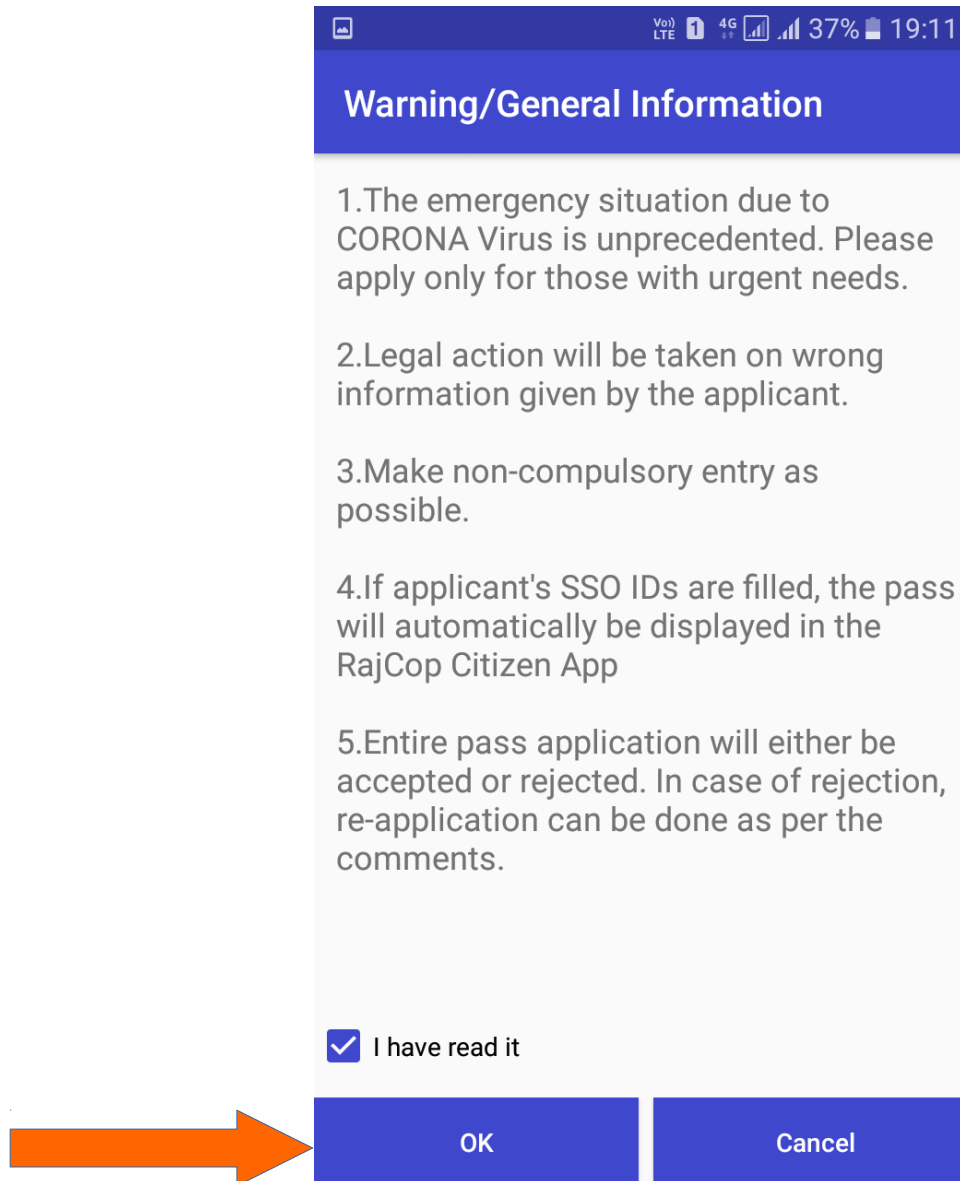 Vo)) LTE 1 4G 37% 19:11
Warning/General Information
1.The emergency situation due to
CORONA Virus is unprecedented. Please
apply only for those with urgent needs.
2.Legal action will be taken on wrong
information given by the applicant.
3.Make non-compulsory entry as
possible.
4.If applicant's SSO IDs are filled, the pass
will automatically be displayed in the
RajCop Citizen App
5.Entire pass application will either be
accepted or rejected. In case of rejection,
re-application can be done as per the
comments.
I have read it
OK Cancel